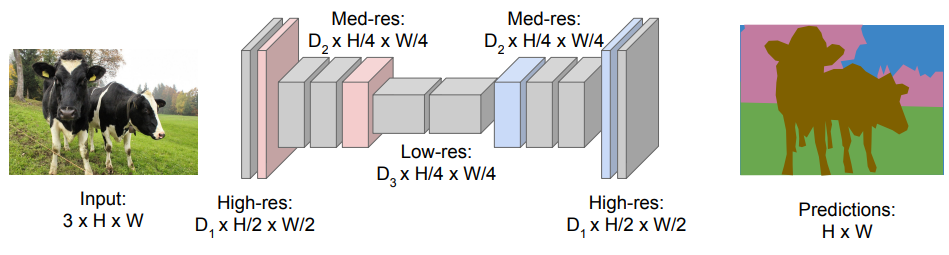 Med-res:
D₂ x H/4 x W/4
Med-res:
D₂ x H/4 x W/4
Low-res:
D₃ x H/4 x W/4
Input:
3 x H x W
High-res:
D₁ x H/2 x W/2
High-res:
D₁ x H/2 x W/2
Predictions:
H x W